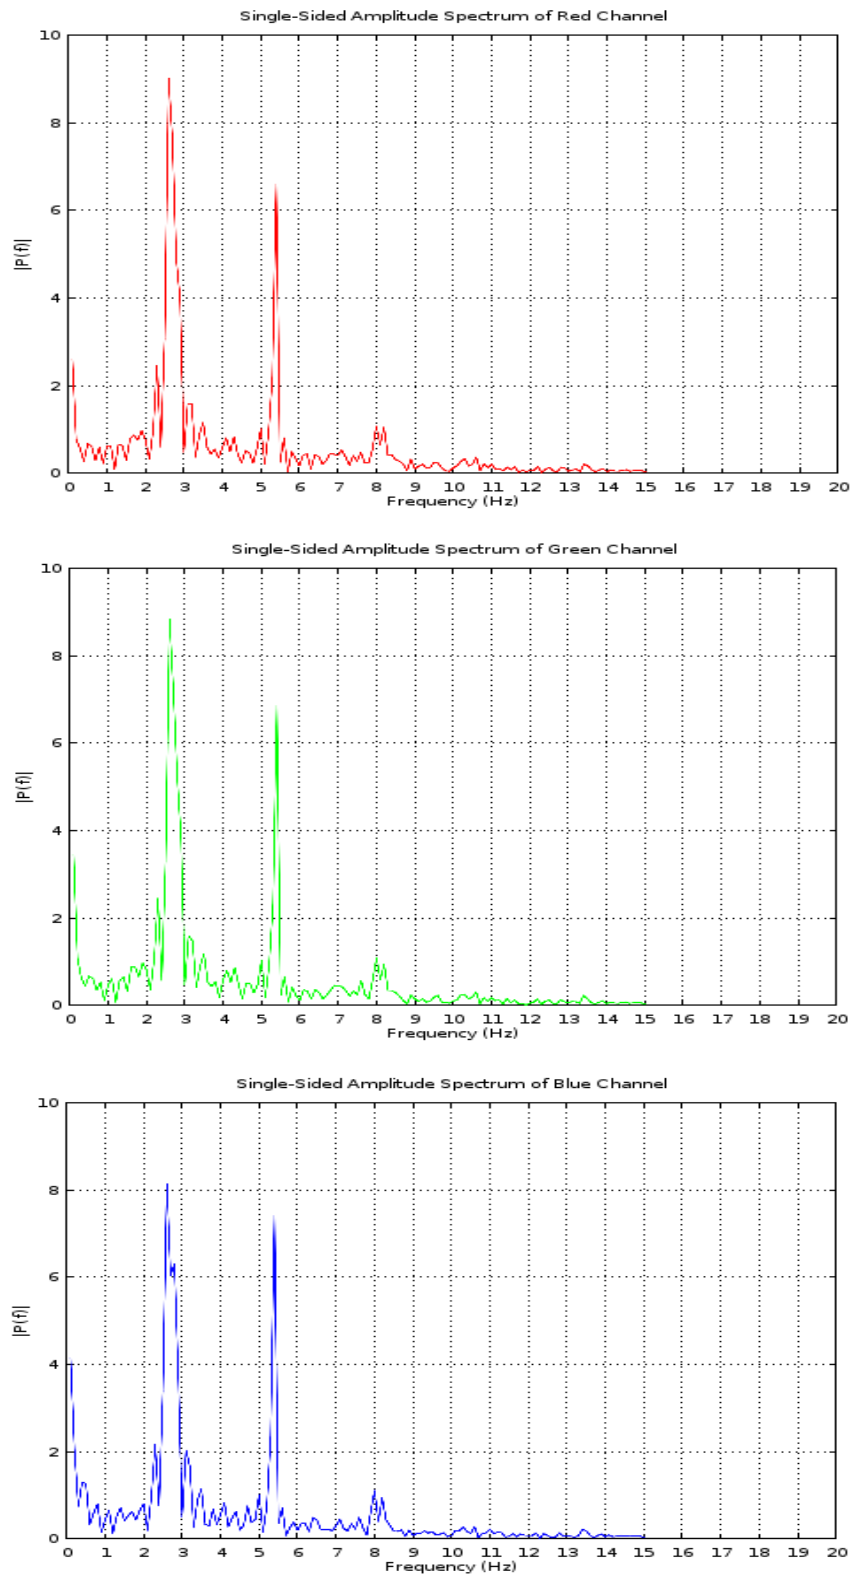 Single-Sided Amplitude Spectrum of Red Channel
10
8
6
4
2
0
|P(f)|
0 1 2 3 4 5 6 7 8 9 10 11 12 13 14 15 16 17 18 19 20
Frequency (Hz)
Single-Sided Amplitude Spectrum of Green Channel
10
8
6
4
2
0
|P(f)|
0 1 2 3 4 5 6 7 8 9 10 11 12 13 14 15 16 17 18 19 20
Frequency (Hz)
Single-Sided Amplitude Spectrum of Blue Channel
10
8
6
4
2
0
|P(f)|
0 1 2 3 4 5 6 7 8 9 10 11 12 13 14 15 16 17 18 19 20
Frequency (Hz)